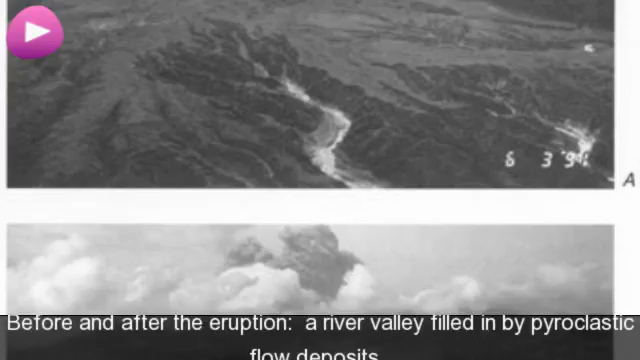 6 3 '91
A
Before and after the eruption:  a river valley filled in by pyroclastic
flow deposits